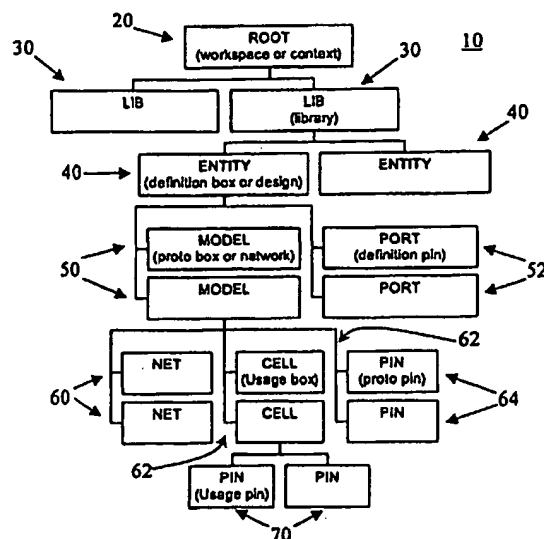 20
ROOT
(workspace or context)
10
30
30
LIB
LIB
(library)
40
40
ENTITY
(definition box or design)
ENTITY
50
MODEL
(proto box or network)
PORT
(definition pin)
52
MODEL
PORT
62
60
NET
CELL
(Usage box)
PIN
(proto pin)
64
NET
CELL
PIN
62
PIN
(Usage pin)
PIN
70